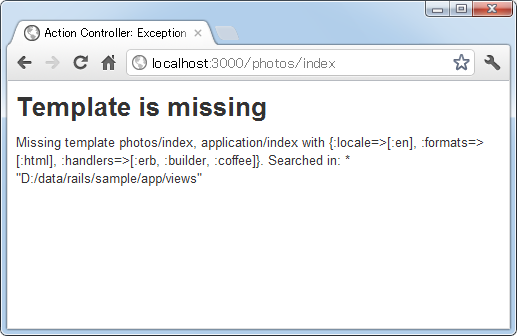 Action Controller: Exception
localhost:3000/photos/index
Template is missing
Missing template photos/index, application/index with {:locale=>[:en], :formats=>
[:html], :handlers=>[:erb, :builder, :coffee]}. Searched in: *
"D:/data/rails/sample/app/views"